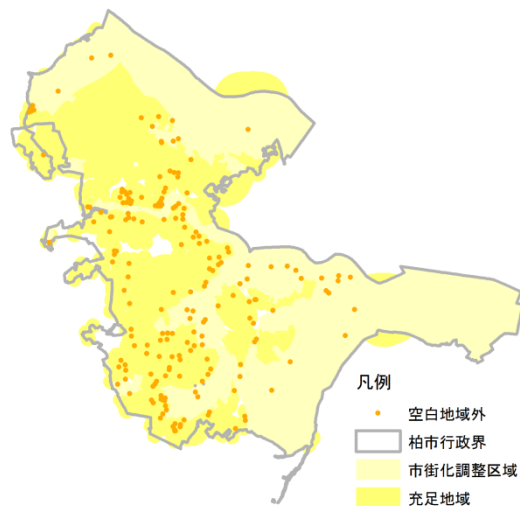 凡例
空白地域外
柏市行政界
市街化調整区域
充足地域